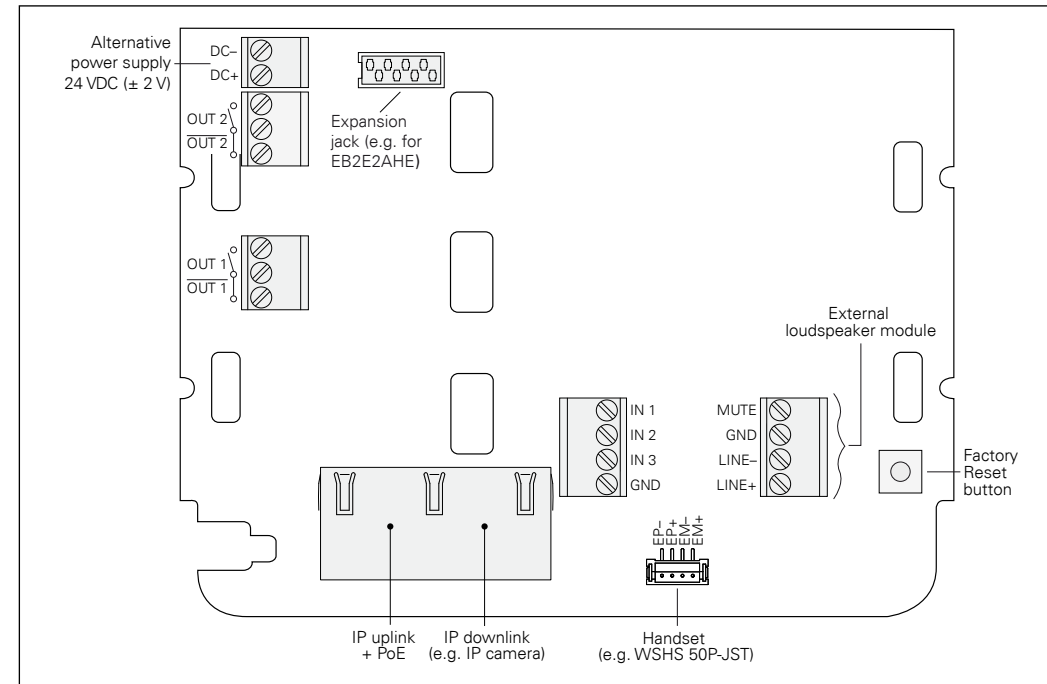 Alternative
power supply
24 VDC (± 2 V)
DC–
DC+
OUT 2
OUT 2
Expansion
jack (e.g. for
EB2E2AHE)
OUT 1
OUT 1
External
loudspeaker module
IN 1
IN 2
IN 3
GND
MUTE
GND
LINE–
LINE+
Factory
Reset
button
EP–
EP+
EM–
EM+
IP uplink
+ PoE
IP downlink
(e.g. IP camera)
Handset
(e.g. WSHS 50P-JST)